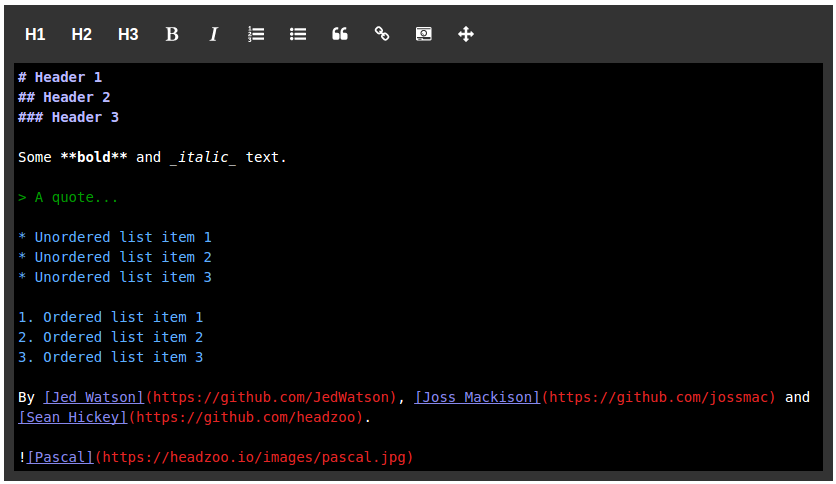 H1 H2 H3 B I
# Header 1
## Header 2
### Header 3
Some **bold** and _italic_ text.
> A quote...
* Unordered list item 1
* Unordered list item 2
* Unordered list item 3
1. Ordered list item 1
2. Ordered list item 2
3. Ordered list item 3
By [Jed Watson](https://github.com/JedWatson), [Joss Mackison](https://github.com/jossmac) and
[Sean Hickey](https://github.com/headzoo).
![Pascal](https://headzoo.io/images/pascal.jpg)